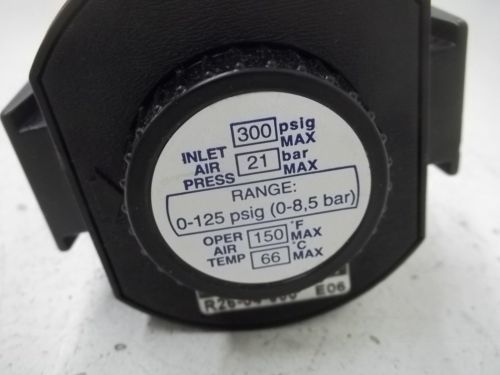 INLET AIR PRESS 300 psig MAX
21 bar MAX
RANGE:
0-125 psig (0-8,5 bar)
OPER AIR TEMP 150 °F MAX
66 °C MAX
E06